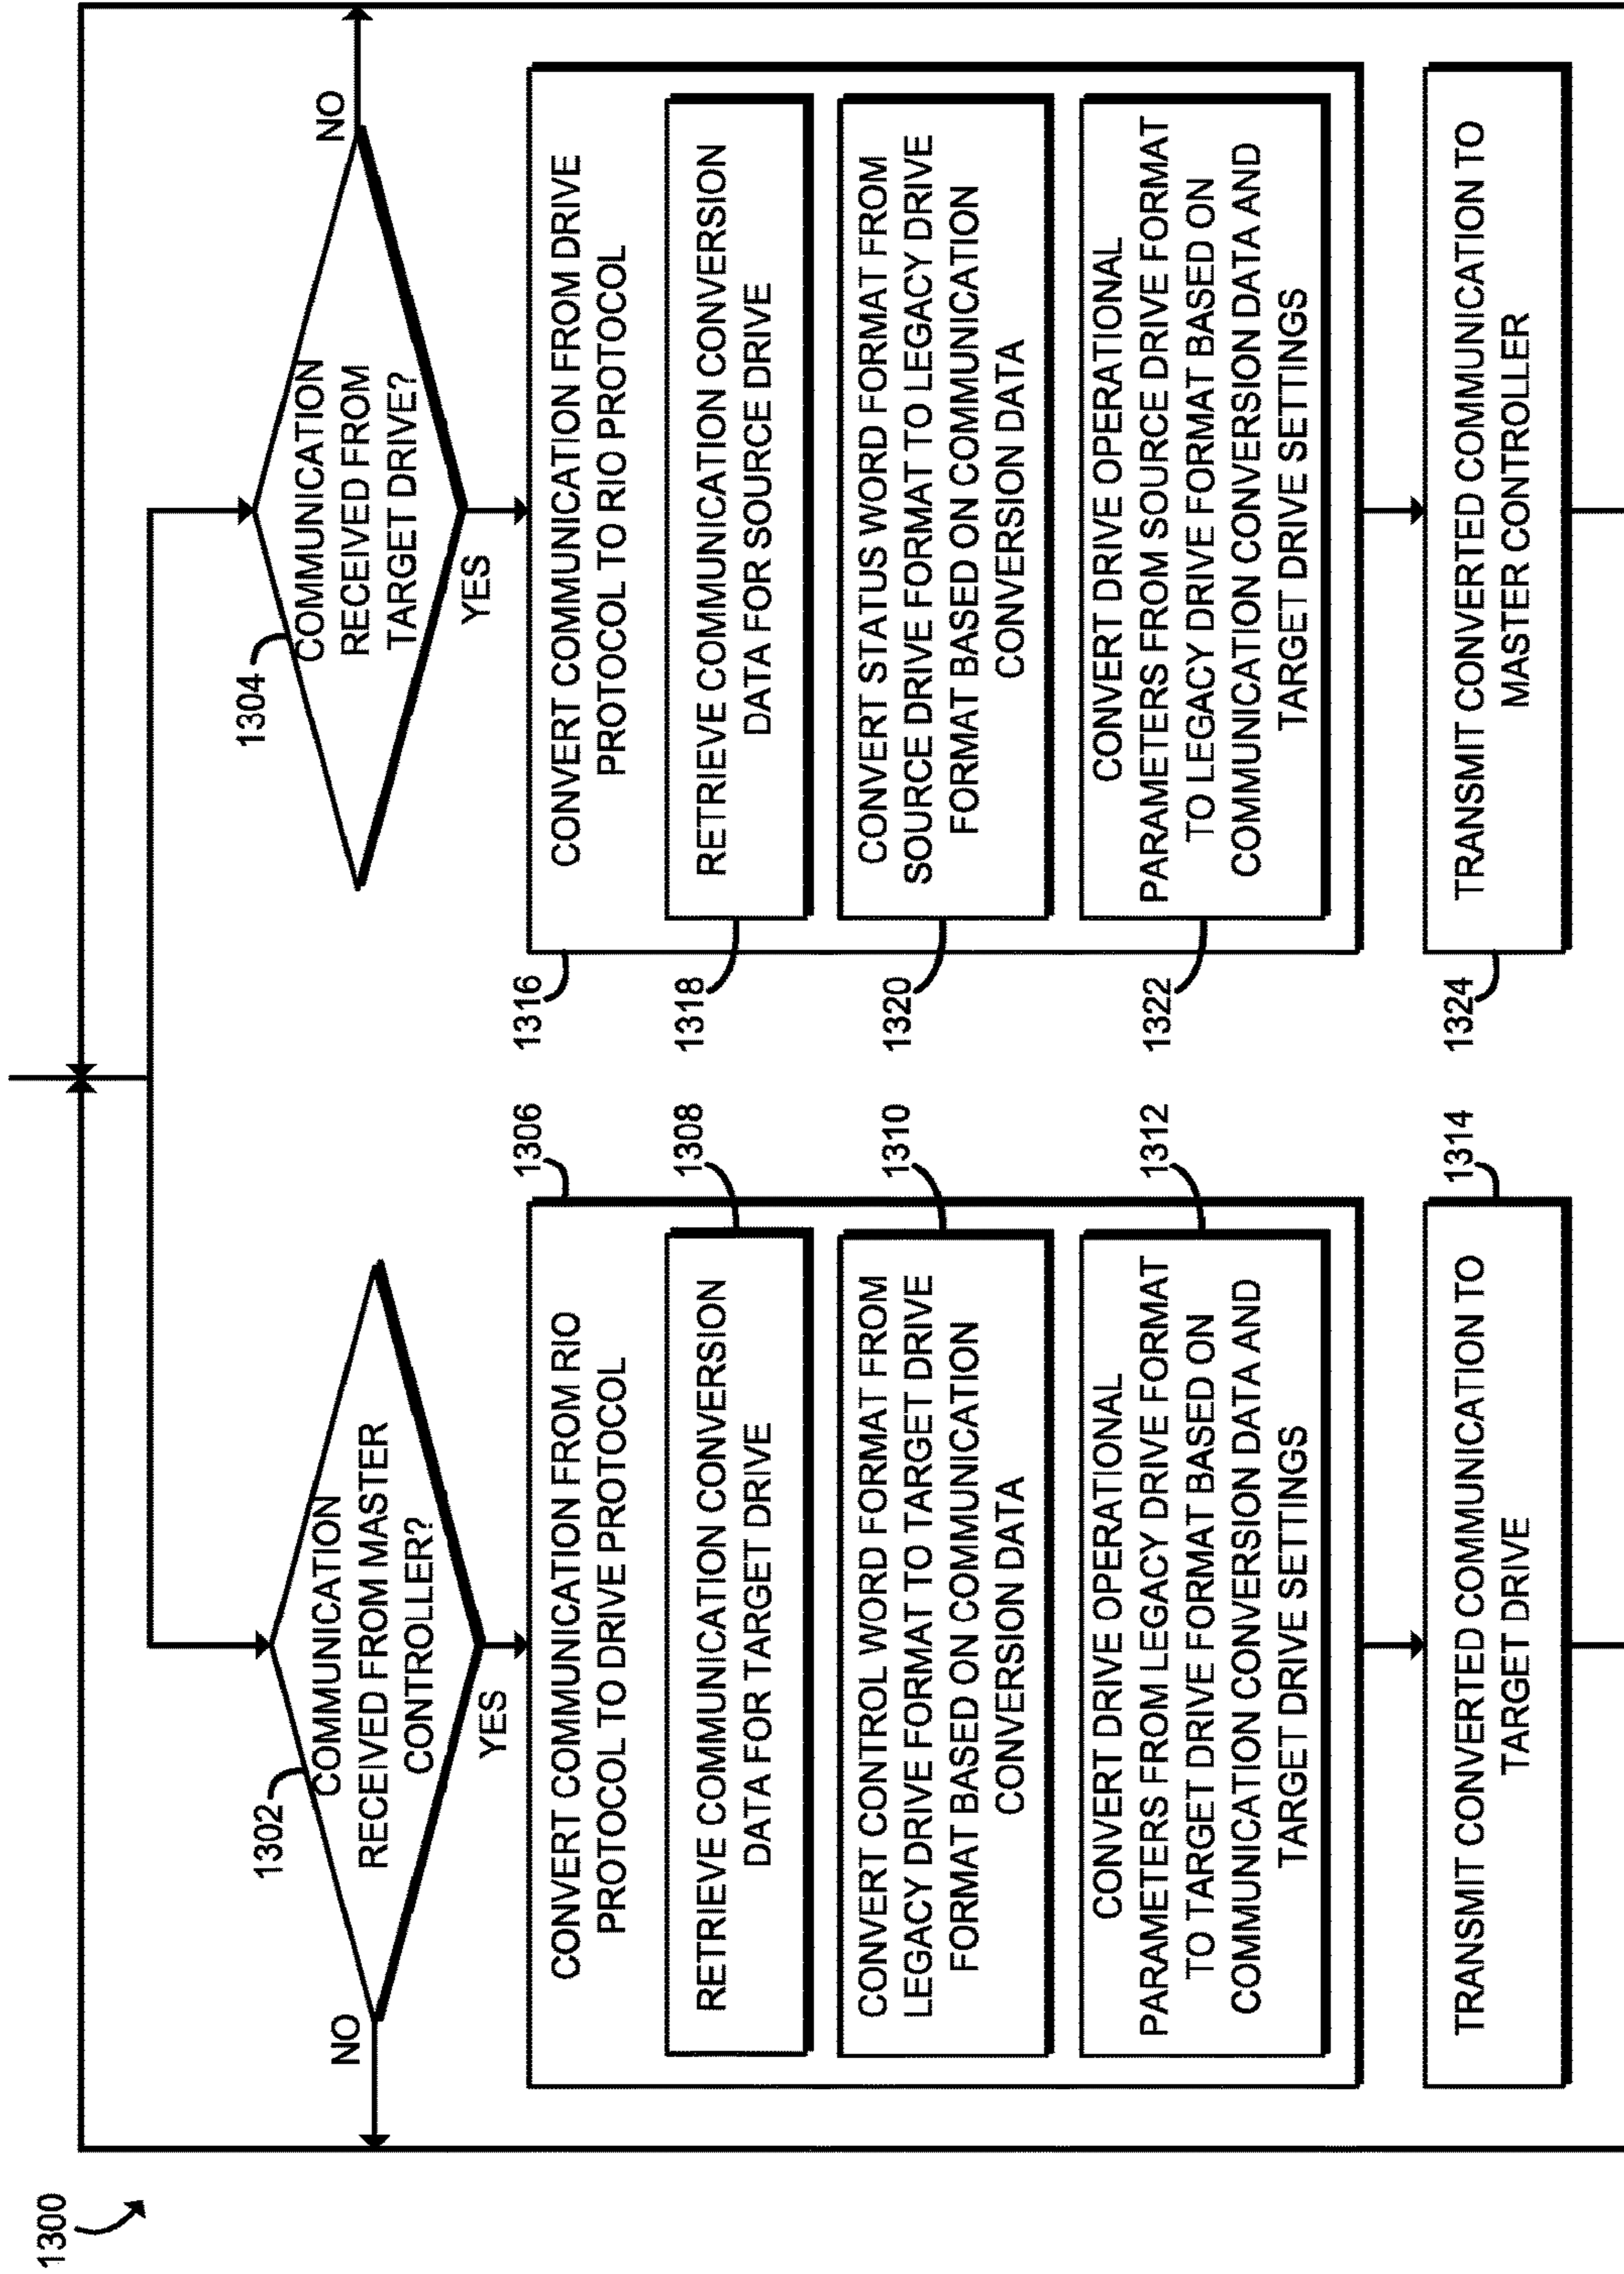 1300
1302
COMMUNICATION
RECEIVED FROM MASTER
CONTROLLER?
NO
YES
1306
CONVERT COMMUNICATION FROM RIO
PROTOCOL TO DRIVE PROTOCOL
1308
RETRIEVE COMMUNICATION CONVERSION
DATA FOR TARGET DRIVE
1310
CONVERT CONTROL WORD FORMAT FROM
LEGACY DRIVE FORMAT TO TARGET DRIVE
FORMAT BASED ON COMMUNICATION
CONVERSION DATA
1312
CONVERT DRIVE OPERATIONAL
PARAMETERS FROM LEGACY DRIVE FORMAT
TO TARGET DRIVE FORMAT BASED ON
COMMUNICATION CONVERSION DATA AND
TARGET DRIVE SETTINGS
1314
TRANSMIT CONVERTED COMMUNICATION TO
TARGET DRIVE
1304
COMMUNICATION
RECEIVED FROM
TARGET DRIVE?
NO
YES
1316
CONVERT COMMUNICATION FROM DRIVE
PROTOCOL TO RIO PROTOCOL
1318
RETRIEVE COMMUNICATION CONVERSION
DATA FOR SOURCE DRIVE
1320
CONVERT STATUS WORD FORMAT FROM
SOURCE DRIVE FORMAT TO LEGACY DRIVE
FORMAT BASED ON COMMUNICATION
CONVERSION DATA
1322
CONVERT DRIVE OPERATIONAL
PARAMETERS FROM SOURCE DRIVE FORMAT
TO LEGACY DRIVE FORMAT BASED ON
COMMUNICATION CONVERSION DATA AND
TARGET DRIVE SETTINGS
1324
TRANSMIT CONVERTED COMMUNICATION TO
MASTER CONTROLLER